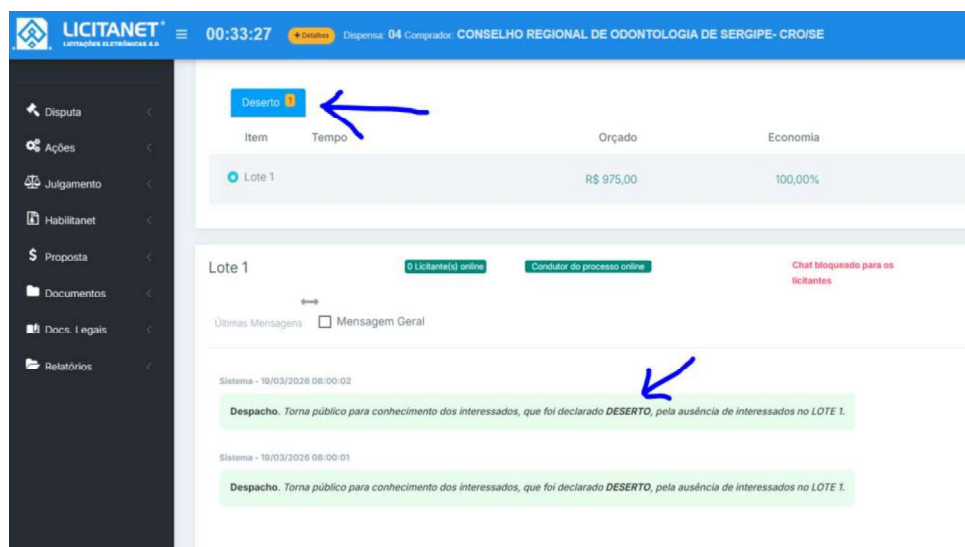 LICITANET®
LICITAÇÕES ELETRÔNICAS 4.0
00:33:27 + Detalhes Dispensa: 04 Comprador: CONSELHO REGIONAL DE ODONTOLOGIA DE SERGIPE- CRO/SE
Disputa
Ações
Julgamento
Habilitanet
Proposta
Documentos
Docs. Legais
Relatórios
Deserto 1
Item Tempo Orçado Economia
Lote 1 R$ 975,00 100,00%
Lote 1 0 Licitante(s) online Condutor do processo online Chat bloqueado para os
licitantes
Últimas Mensagens Mensagem Geral
Sistema - 19/03/2026 08:00:02
Despacho. Torna público para conhecimento dos interessados, que foi declarado DESERTO, pela ausência de interessados no LOTE 1.
Sistema - 19/03/2026 08:00:01
Despacho. Torna público para conhecimento dos interessados, que foi declarado DESERTO, pela ausência de interessados no LOTE 1.